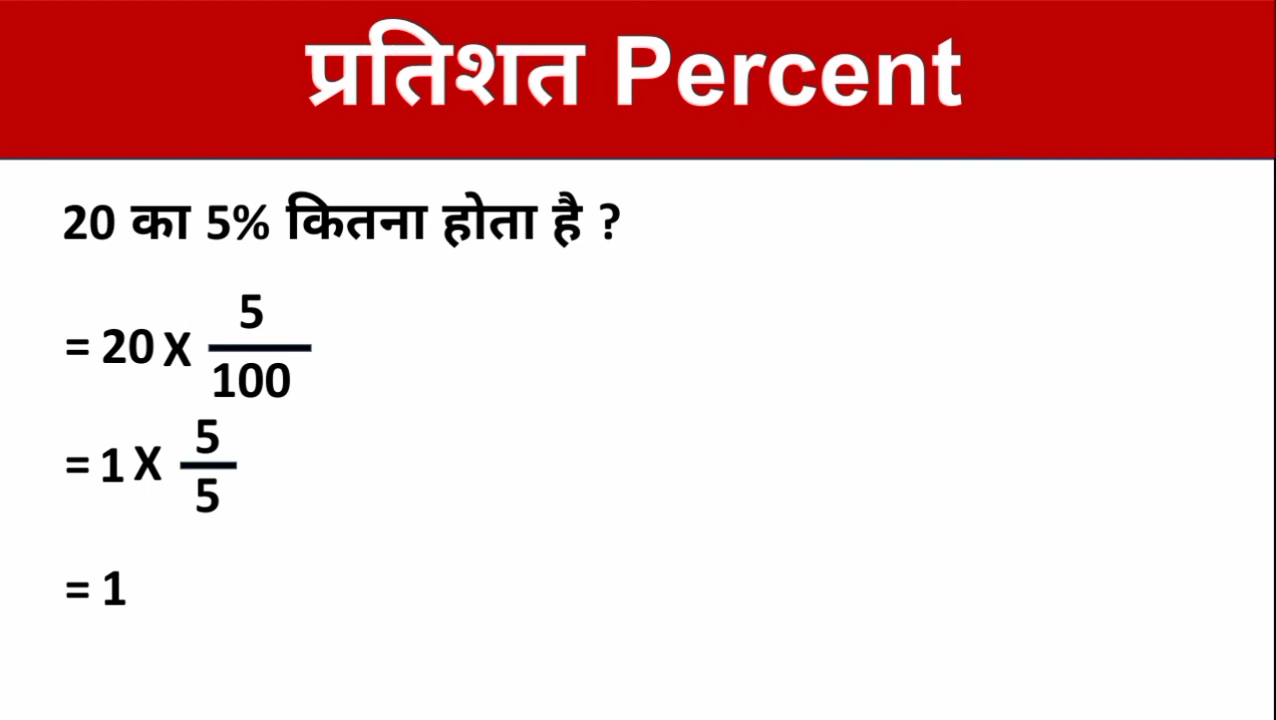 प्रतिशत Percent
20 का 5% कितना होता है ?
= 20 X 5/100
= 1 X 5/5
= 1